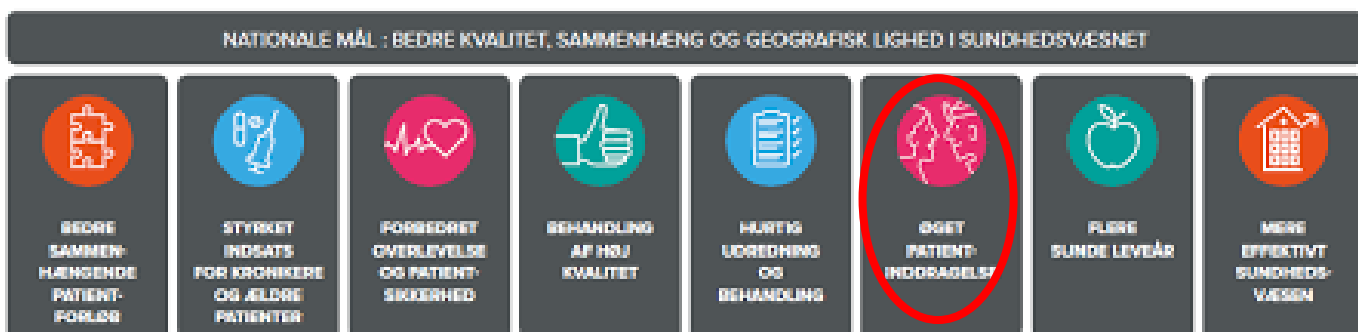 NATIONALE MÅL : BEDRE KVALITET, SAMMENHÆNG OG GEOGRAFISK LIGHED I SUNDHEDSVÆSNET
BEDRE
SAMMEN-
HÆNGENDE
PATIENT-
FORLØB
STYRKET
INDSATS
FOR KRONIKERE
OG ÆLDRE
PATIENTER
FORBEDRET
OVERLEVELSE
OG PATIENT-
SIKKERHED
BEHANDLING
AF HØJ
KVALITET
HURTIG
UDREDNING
OG
BEHANDLING
ØGET
PATIENT-
INDDRAGELSE
FLERE
SUNDE LEVEÅR
MERE
EFFEKTIVT
SUNDHEDS-
VÆSEN